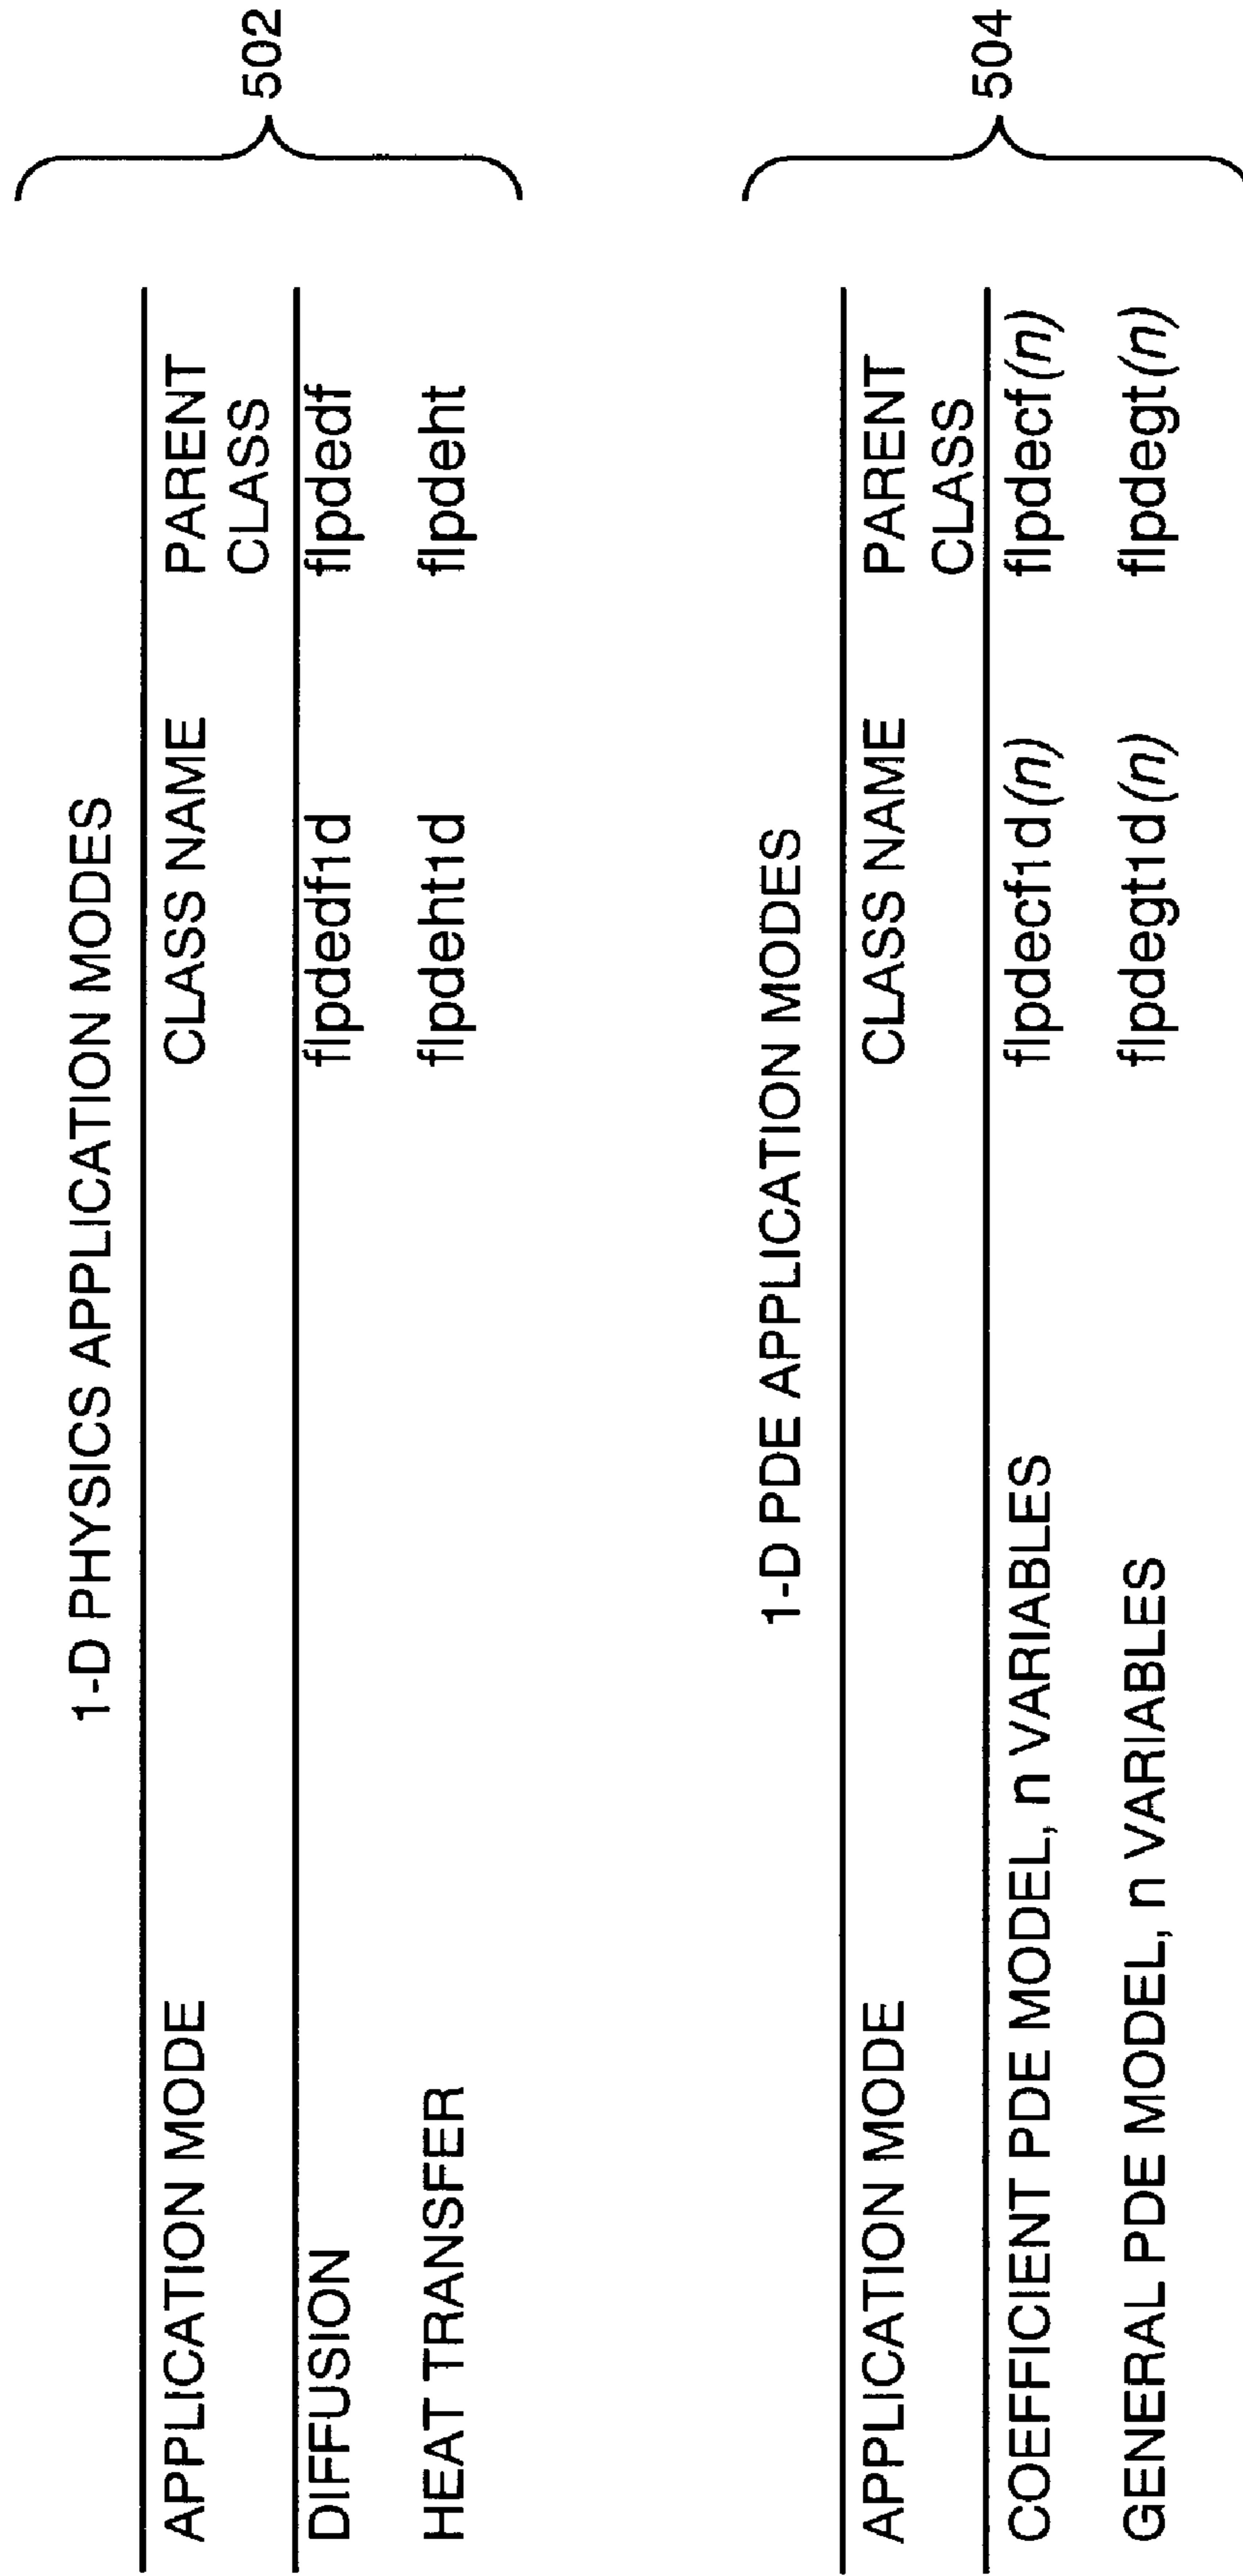 1-D PHYSICS APPLICATION MODES
APPLICATION MODE CLASS NAME PARENT CLASS
DIFFUSION flpdedf1d flpdedf
HEAT TRANSFER flpdeht1d flpdeht
502
1-D PDE APPLICATION MODES
APPLICATION MODE CLASS NAME PARENT CLASS
COEFFICIENT PDE MODEL, n VARIABLES flpdecf1d(n) flpdecf(n)
GENERAL PDE MODEL, n VARIABLES flpdegt1d(n) flpdegt(n)
504